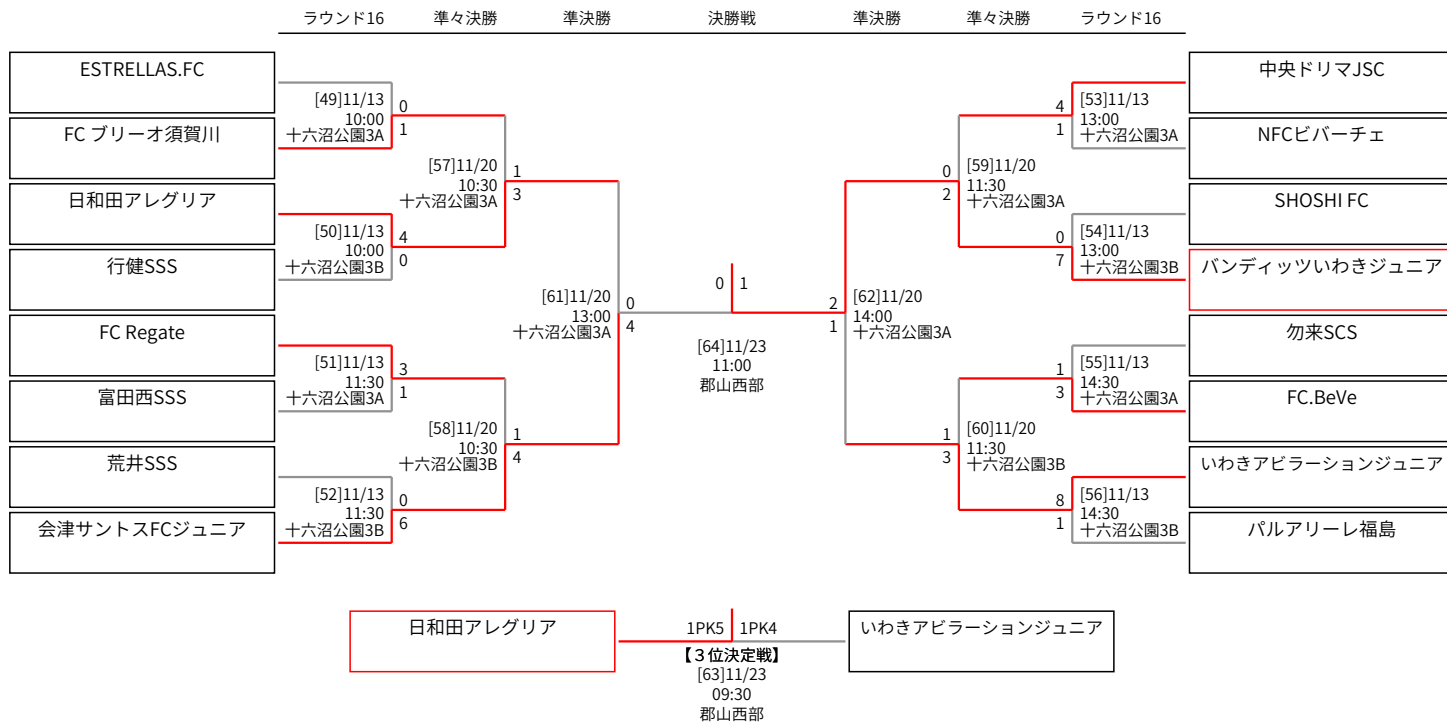 ラウンド16 準々決勝 準決勝 決勝戦 準決勝 準々決勝 ラウンド16
ESTRELLAS.FC
[49]11/13
10:00
十六沼公園3A
0
1
FC ブリーオ須賀川
[57]11/20
10:30
十六沼公園3A
1
3
日和田アレグリア
[50]11/13
10:00
十六沼公園3B
4
0
行健SSS
[61]11/20
13:00
十六沼公園3A
0
4
FC Regate
[51]11/13
11:30
十六沼公園3A
3
1
富田西SSS
[58]11/20
10:30
十六沼公園3B
1
4
荒井SSS
[52]11/13
11:30
十六沼公園3B
0
6
会津サントスFCジュニア
0 1
[64]11/23
11:00
郡山西部
中央ドリマJSC
4
1
[53]11/13
13:00
十六沼公園3A
NFCビバーチェ
0
2
[59]11/20
11:30
十六沼公園3A
SHOSHI FC
0
7
[54]11/13
13:00
十六沼公園3B
バンディッツいわきジュニア
2
1
[62]11/20
14:00
十六沼公園3A
勿来SCS
1
3
[55]11/13
14:30
十六沼公園3A
FC.BeVe
1
3
[60]11/20
11:30
十六沼公園3B
いわきアビラーションジュニア
8
1
[56]11/13
14:30
十六沼公園3B
パルアリーレ福島
日和田アレグリア 1PK5 1PK4 いわきアビラーションジュニア
【３位決定戦】
[63]11/23
09:30
郡山西部